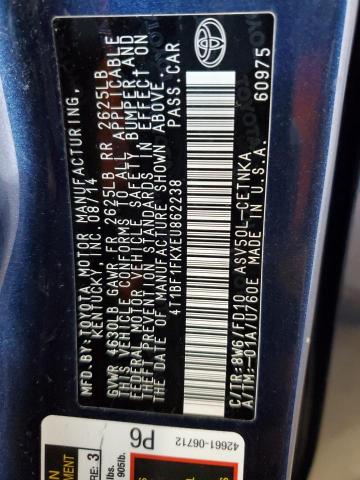 MFD. BY: TOYOTA MOTOR MANUFACTURING,
KENTUCKY, INC. 08/14
GVWR 4630LB GAWR FR 2625LB RR 2625LB
THIS VEHICLE CONFORMS TO ALL APPLICABLE
FEDERAL MOTOR VEHICLE SAFETY, BUMPER, AND
THEFT PREVENTION STANDARDS IN EFFECT ON
THE DATE OF MANUFACTURE SHOWN ABOVE.
4T1BF1FKXEU862238 PASS. CAR
C/TR: 8W6/FD10 ASV50L-CETNKA
A/TM: -01A/U760E MADE IN U.S.A.
60975
TOYOTA
P6
42661-06712
3
905lb.